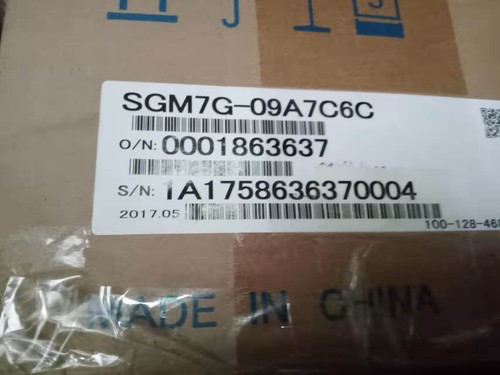 SGM7G-09A7C6C
O/N: 0001863637
S/N: 1A1758636370004
2017.05
MADE IN CHINA